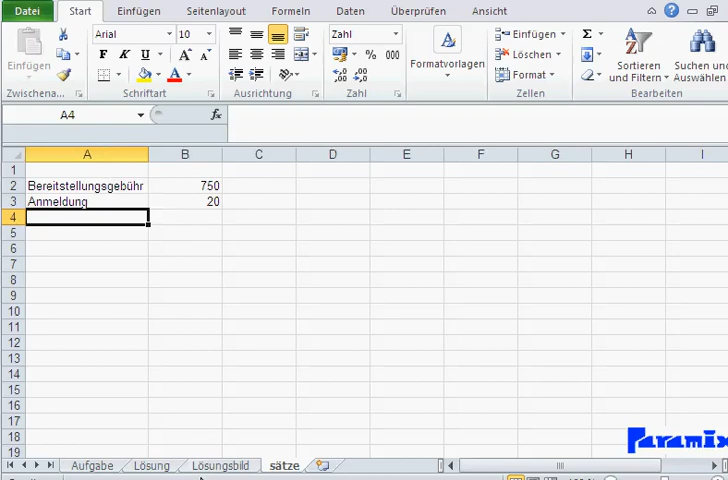 Datei Start Einfügen Seitenlayout Formeln Daten Überprüfen Ansicht
Arial 10 Zahl Einfügen Σ
Einfügen F K U % 000 Formatvorlagen Löschen Sortieren und Filtern Suchen und Auswählen
A Format
Zwischena... Schriftart Ausrichtung Zahl Zellen Bearbeiten
A4 fx
A B C D E F G H I
1
2 Bereitstellungsgebühr 750
3 Anmeldung 20
4
5
6
7
8
9
10
11
12
13
14
15
16
17
18
19
Paramix
Aufgabe Lösung Lösungsbild sätze